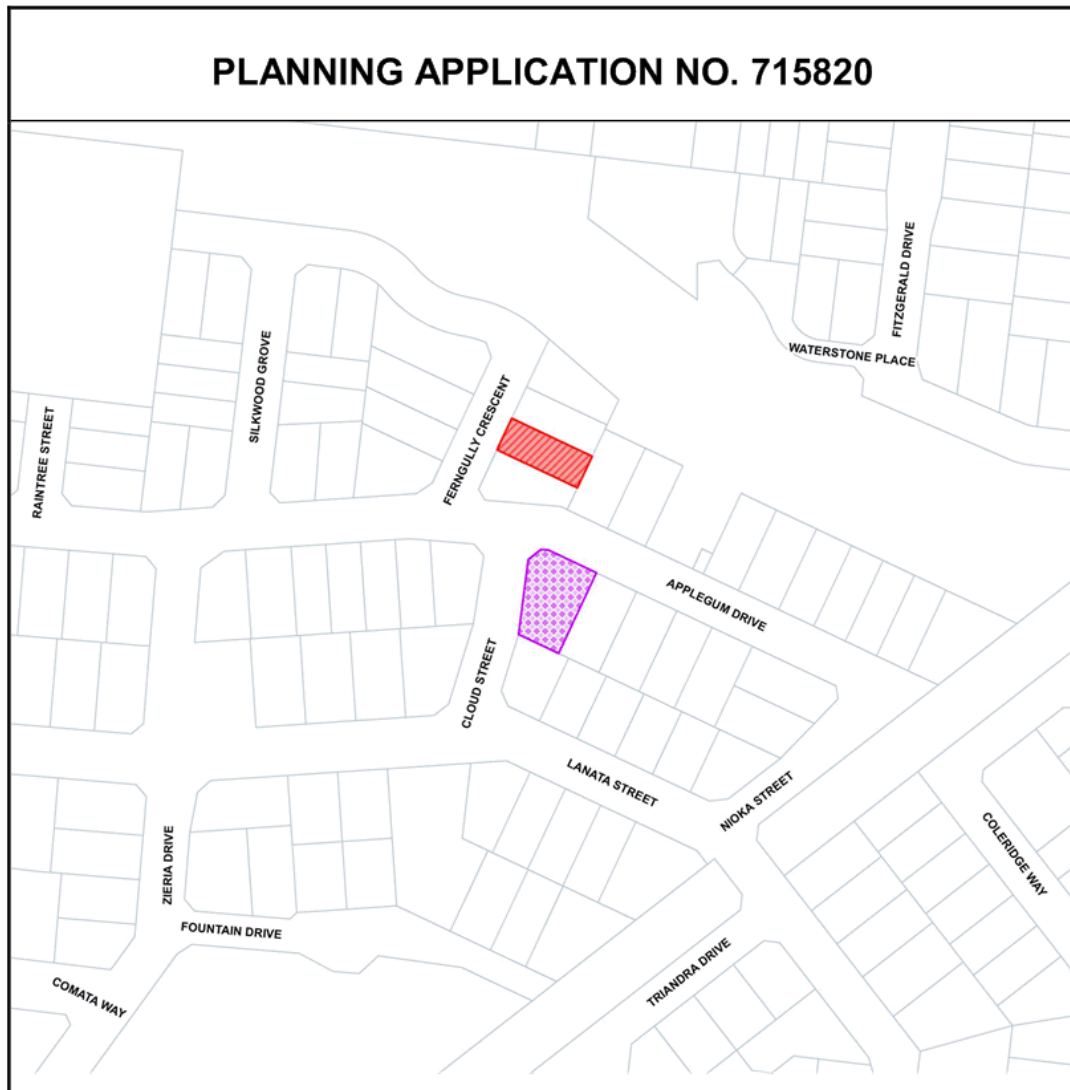 PLANNING APPLICATION NO. 715820
FITZGERALD DRIVE
WATERSTONE PLACE
SILKWOOD GROVE
FERNGULLY CRESCENT
RAINTREE STREET
APPLEGUM DRIVE
CLOUD STREET
LANATA STREET
NIOKA STREET
COLERIDGE WAY
ZIERIA DRIVE
FOUNTAIN DRIVE
TRIANDRA DRIVE
COMATA WAY